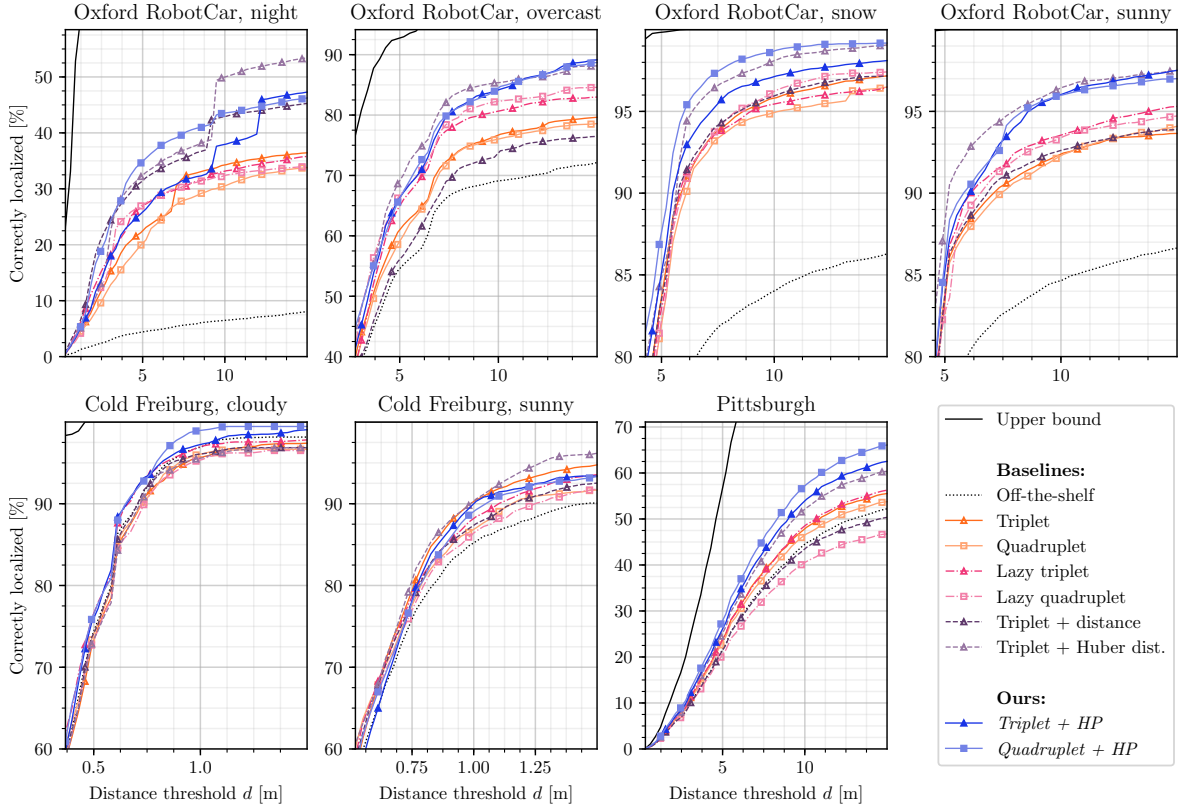 Oxford RobotCar, night
Oxford RobotCar, overcast
Oxford RobotCar, snow
Oxford RobotCar, sunny
Correctly localized [%]
50
40
30
20
10
0
5
10
90
80
70
60
50
40
5
10
100
95
90
85
80
5
10
100
95
90
85
80
5
10
Cold Freiburg, cloudy
Cold Freiburg, sunny
Pittsburgh
Correctly localized [%]
90
80
70
60
0.5
1.0
Distance threshold d [m]
90
80
70
60
0.75
1.00
1.25
Distance threshold d [m]
70
60
50
40
30
20
10
0
5
10
Distance threshold d [m]
Upper bound
Baselines:
Off-the-shelf
Triplet
Quadruplet
Lazy triplet
Lazy quadruplet
Triplet + distance
Triplet + Huber dist.
Ours:
Triplet + HP
Quadruplet + HP